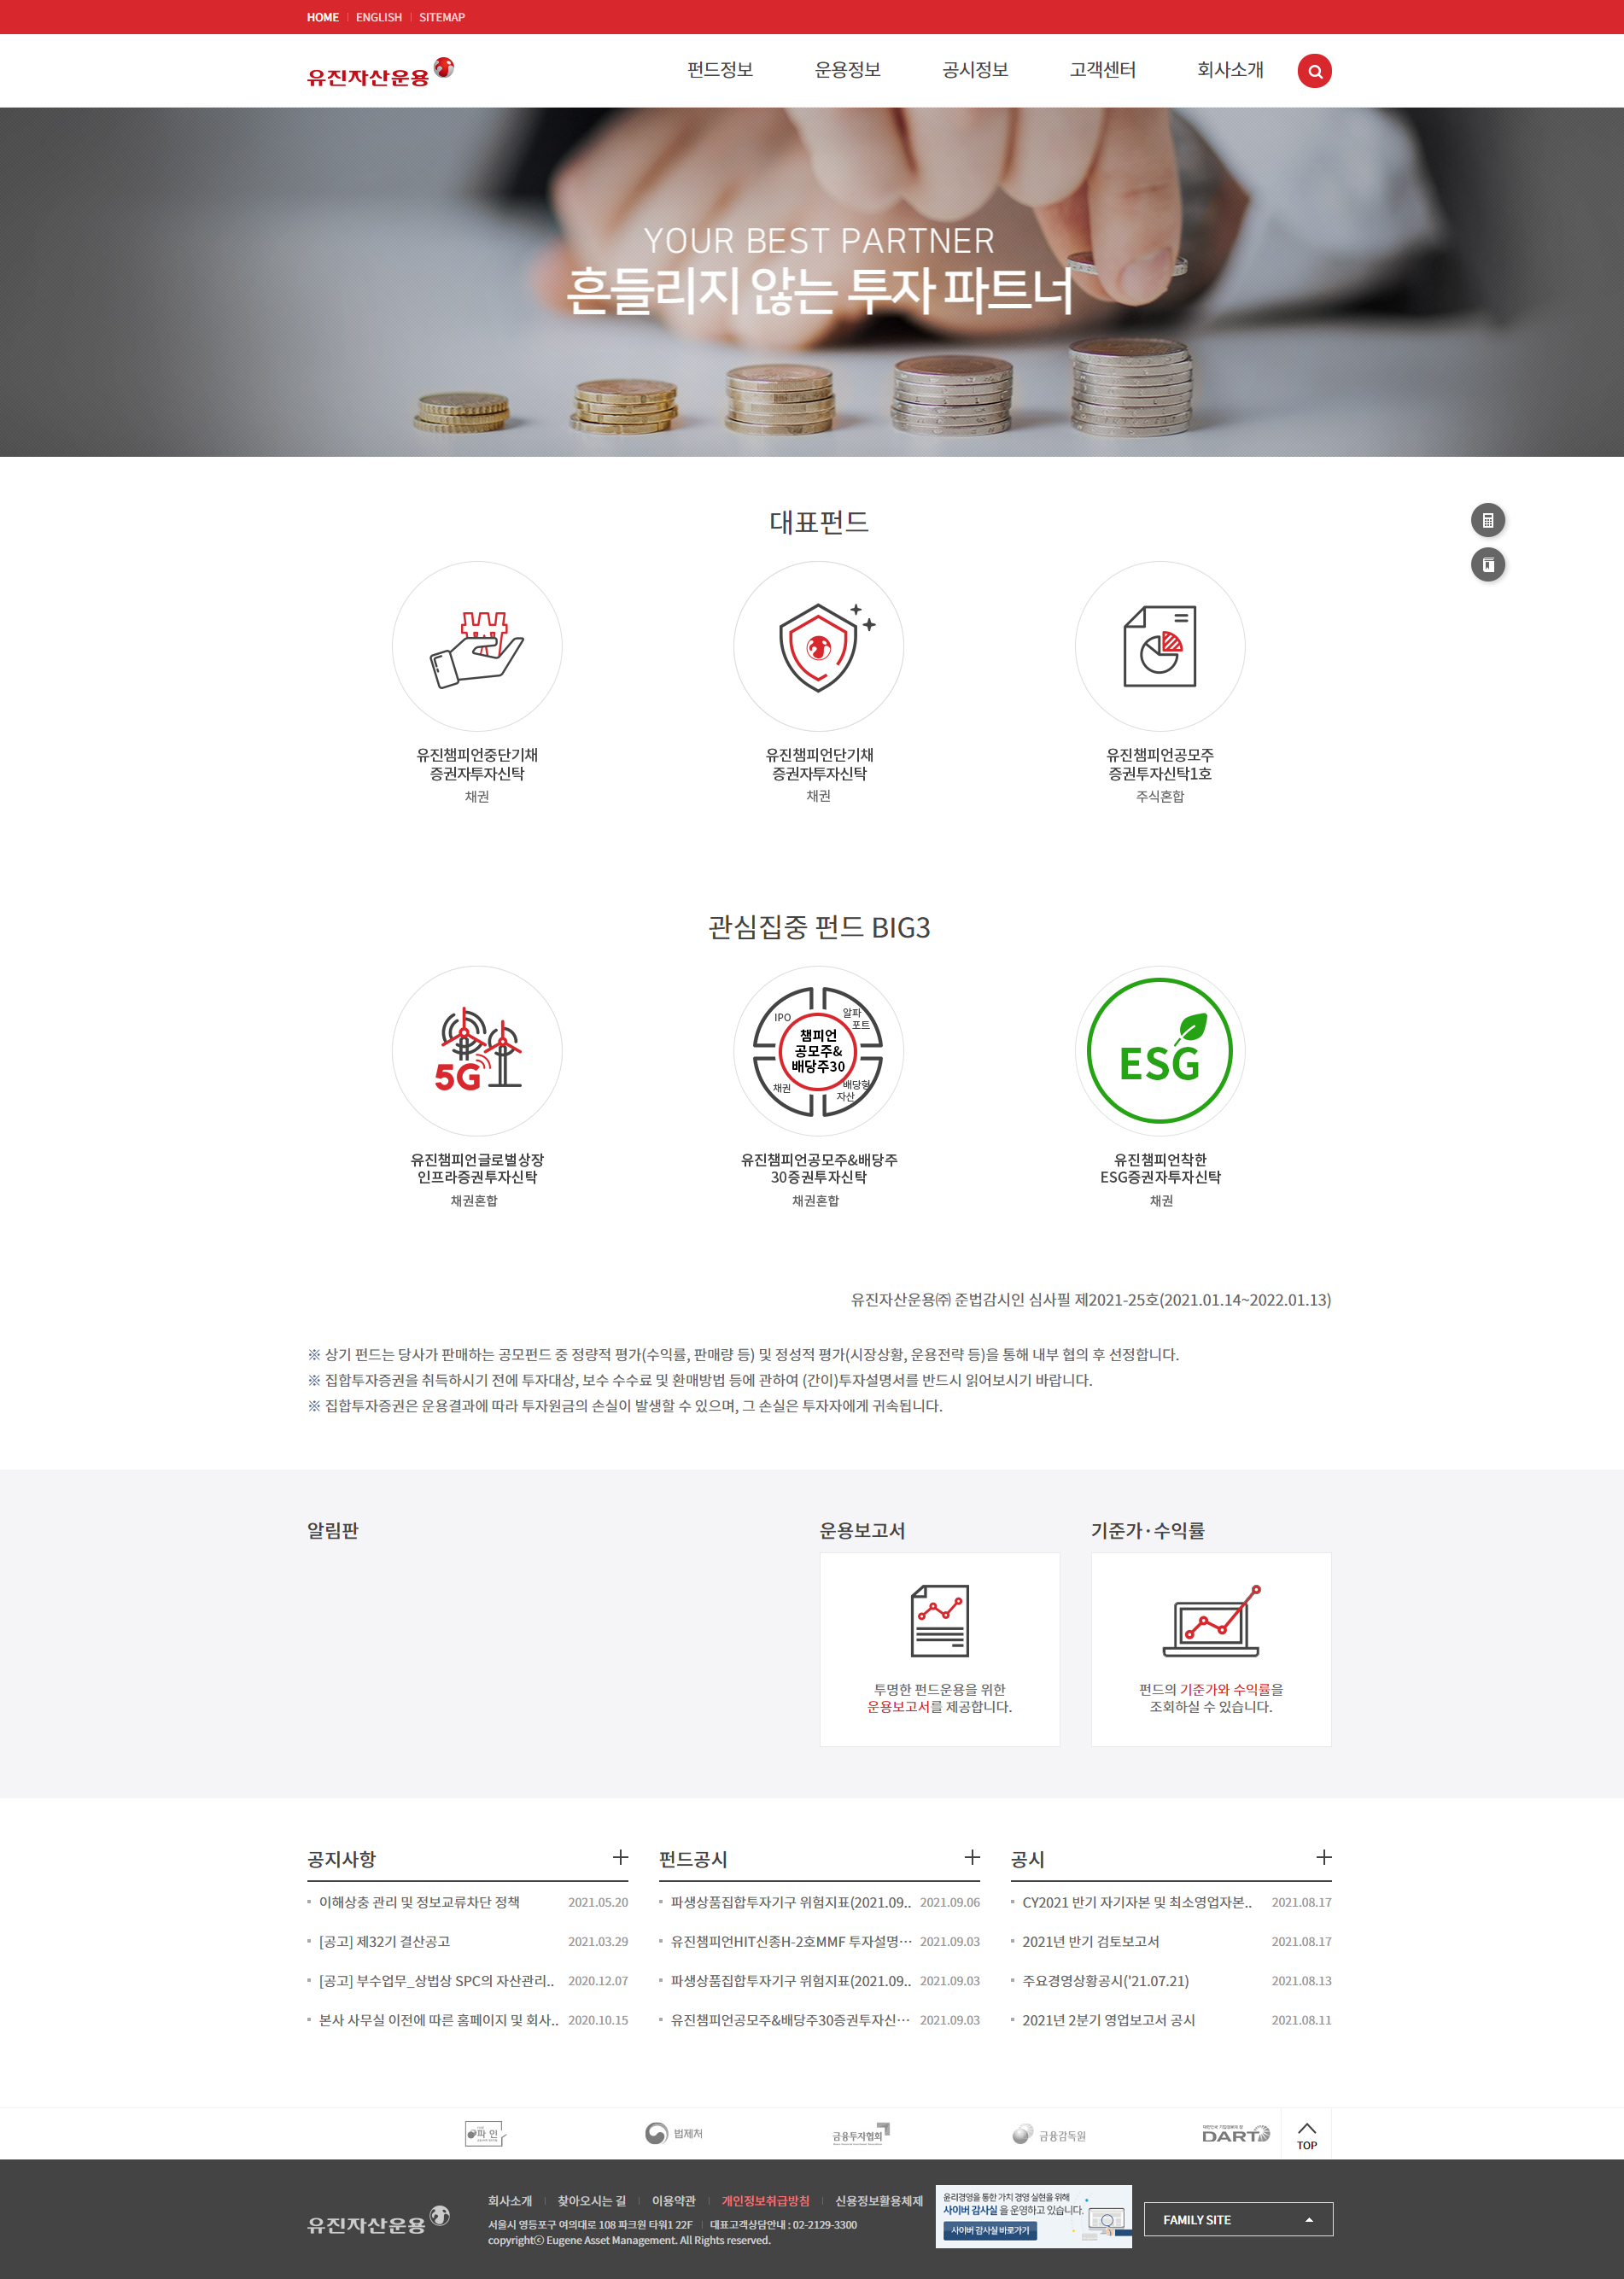 HOME
ENGLISH
SITEMAP
유진자산운용
펀드정보
운용정보
공시정보
고객센터
회사소개
YOUR BEST PARTNER
흔들리지 않는 투자 파트너
대표펀드
유진챔피언중단기채
증권자투자신탁
채권
유진챔피언단기채
증권자투자신탁
채권
유진챔피언공모주
증권투자신탁1호
주식혼합
관심집중 펀드 BIG3
5G
IPO
알파
포트
챔피언
공모주&
배당주30
채권
배당형
자산
ESG
유진챔피언글로벌상장
인프라증권투자신탁
채권혼합
유진챔피언공모주&배당주
30증권투자신탁
채권혼합
유진챔피언착한
ESG증권자투자신탁
채권
유진자산운용㈜ 준법감시인 심사필 제2021-25호(2021.01.14~2022.01.13)
※ 상기 펀드는 당사가 판매하는 공모펀드 중 정량적 평가(수익률, 판매량 등) 및 정성적 평가(시장상황, 운용전략 등)을 통해 내부 협의 후 선정합니다.
※ 집합투자증권을 취득하시기 전에 투자대상, 보수 수수료 및 환매방법 등에 관하여 (간이)투자설명서를 반드시 읽어보시기 바랍니다.
※ 집합투자증권은 운용결과에 따라 투자원금의 손실이 발생할 수 있으며, 그 손실은 투자자에게 귀속됩니다.
알림판
운용보고서
투명한 펀드운용을 위한
운용보고서를 제공합니다.
기준가·수익률
펀드의 기준가와 수익률을
조회하실 수 있습니다.
공지사항
이해상충 관리 및 정보교류차단 정책 2021.05.20
[공고] 제32기 결산공고 2021.03.29
[공고] 부수업무_상법상 SPC의 자산관리.. 2020.12.07
본사 사무실 이전에 따른 홈페이지 및 회사.. 2020.10.15
펀드공시
파생상품집합투자기구 위험지표(2021.09.. 2021.09.06
유진챔피언HIT신종H-2호MMF 투자설명… 2021.09.03
파생상품집합투자기구 위험지표(2021.09.. 2021.09.03
유진챔피언공모주&배당주30증권투자신… 2021.09.03
공시
CY2021 반기 자기자본 및 최소영업자본.. 2021.08.17
2021년 반기 검토보고서 2021.08.17
주요경영상황공시('21.07.21) 2021.08.13
2021년 2분기 영업보고서 공시 2021.08.11
파인
법제처
금융투자협회
금융감독원
DART
TOP
유진자산운용
회사소개
찾아오시는 길
이용약관
개인정보취급방침
신용정보활용체제
서울시 영등포구 여의대로 108 파크원 타워1 22F
대표고객상담안내 : 02-2129-3300
copyrightⓒ Eugene Asset Management. All Rights reserved.
윤리경영을 통한 가치 경영 실현을 위해
사이버 감사실 을 운영하고 있습니다.
사이버 감사실 바로가기
FAMILY SITE